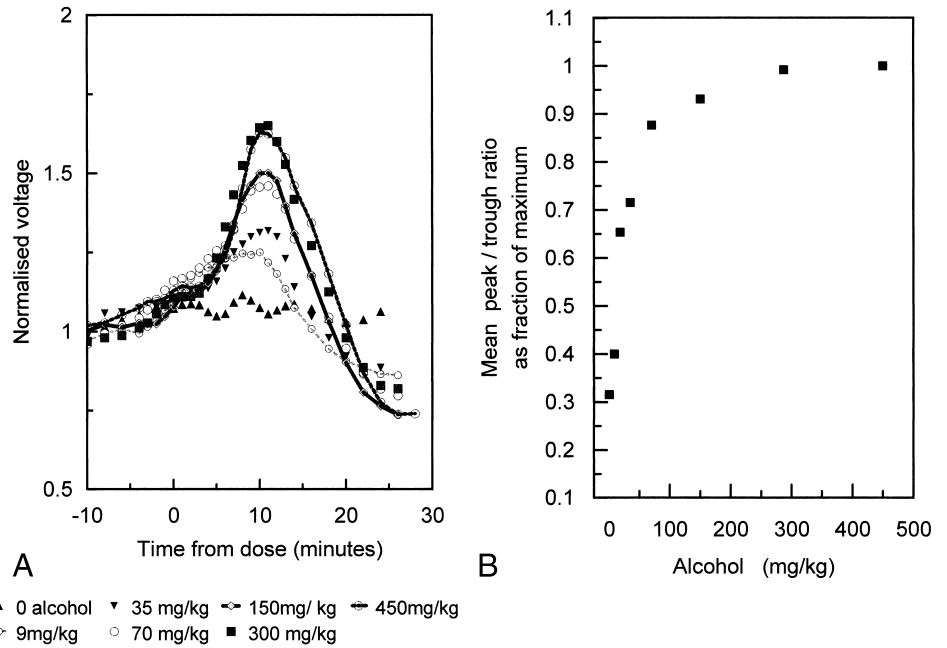 2
1.5
1
0.5
Normalised voltage
-10 0 10 20 30
Time from dose (minutes)
A
1.1
1
0.9
0.8
0.7
0.6
0.5
0.4
0.3
0.2
0.1
Mean peak / trough ratio
as fraction of maximum
0 100 200 300 400 500
Alcohol (mg/kg)
B
0 alcohol 35 mg/kg 150mg/ kg 450mg/kg
9mg/kg 70 mg/kg 300 mg/kg